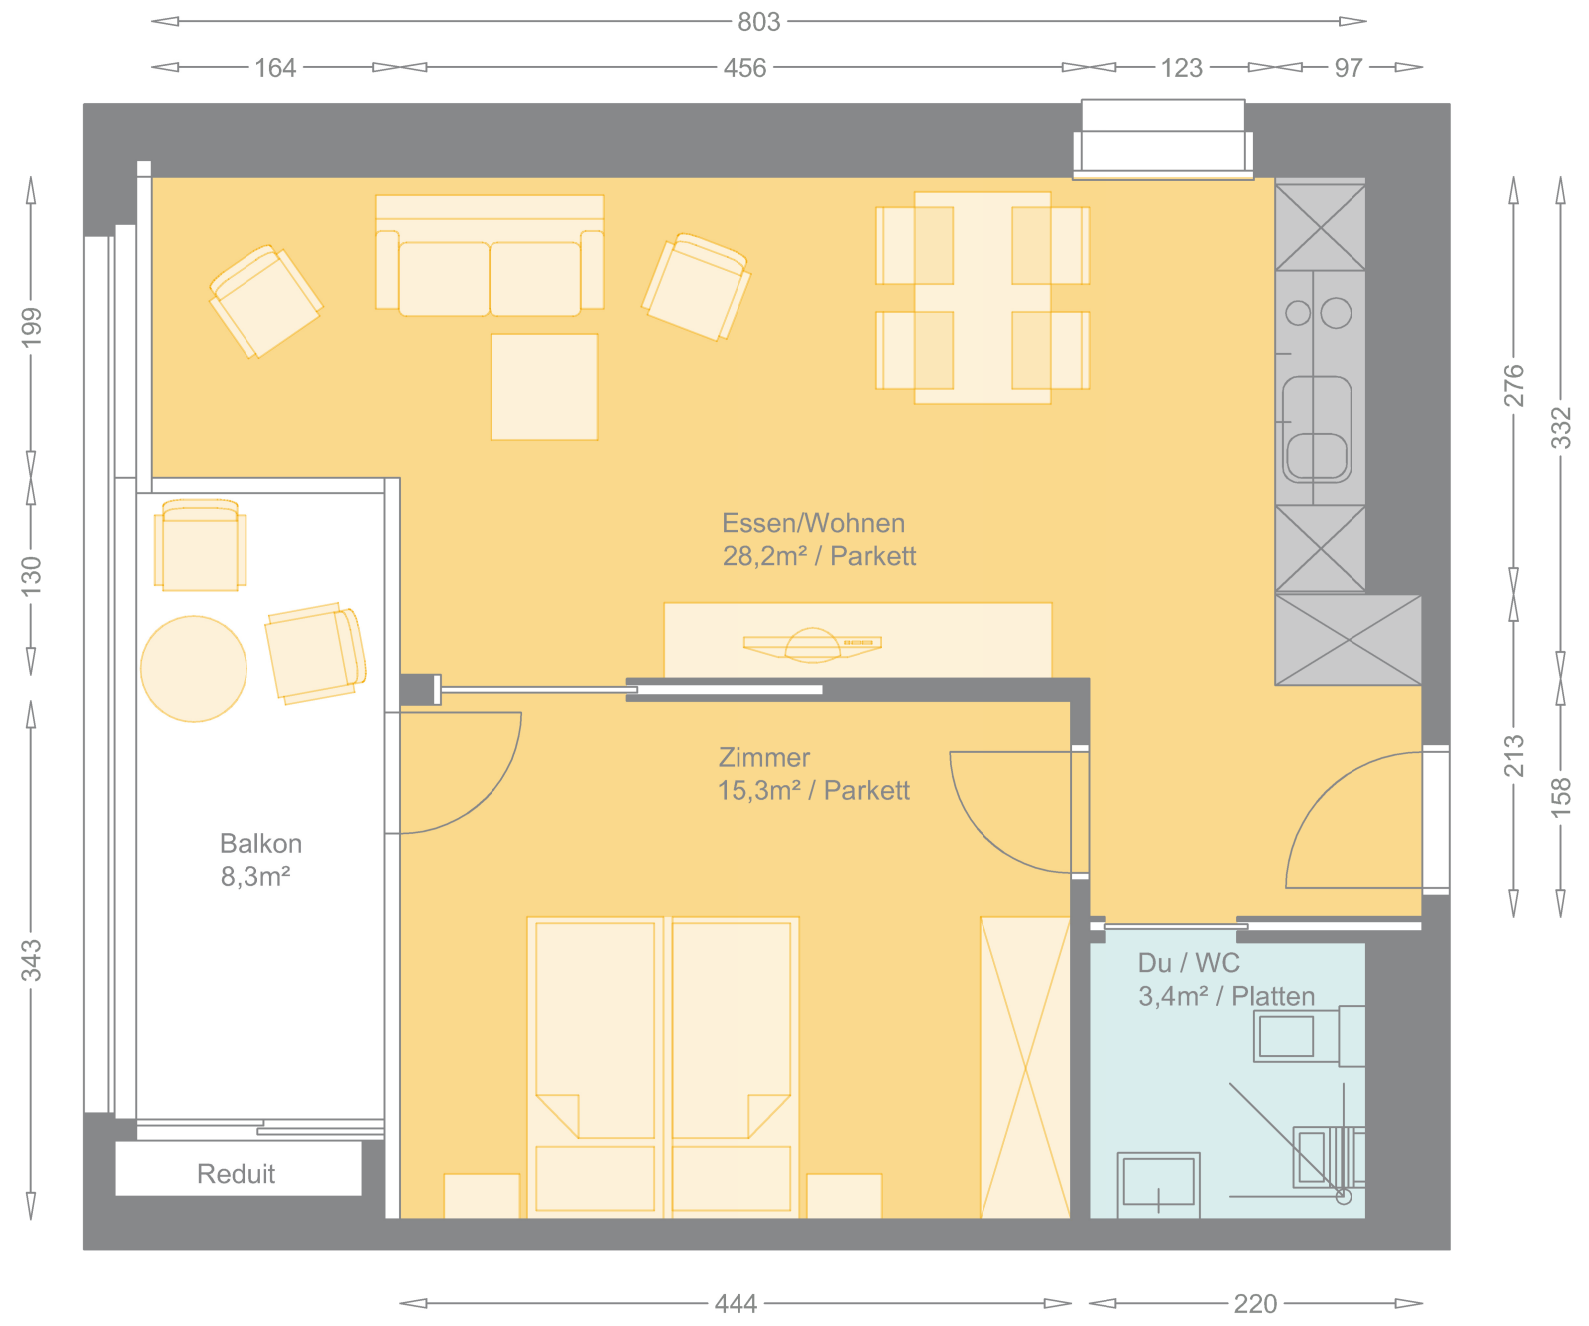 803
164
456
123
97
199
130
343
276
332
213
158
Essen/Wohnen
28,2m² / Parkett
Zimmer
15,3m² / Parkett
Balkon
8,3m²
Du / WC
3,4m² / Platten
Reduit
444
220